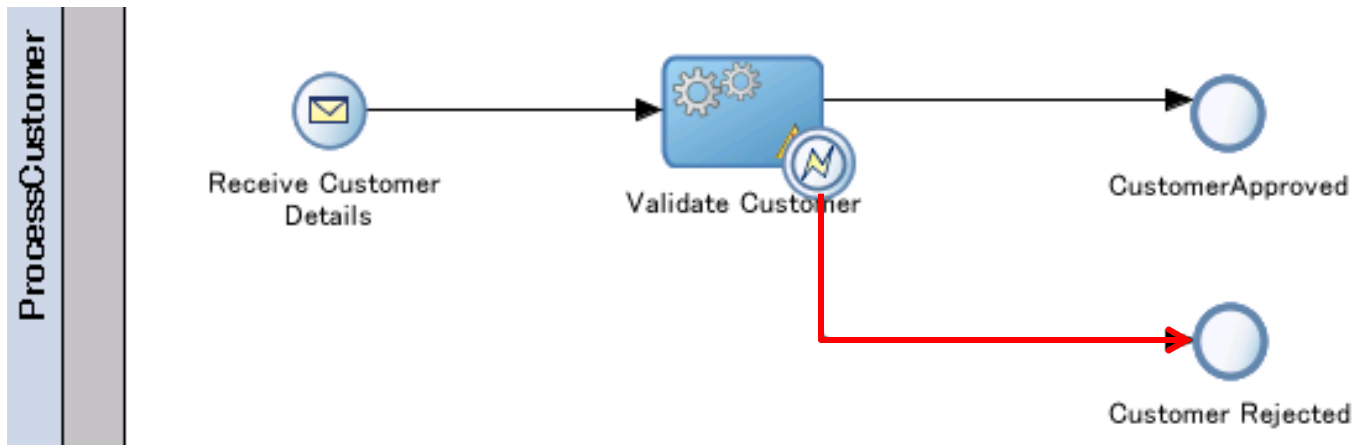 ProcessCustomer
Receive Customer
Details
Validate Customer
CustomerApproved
Customer Rejected